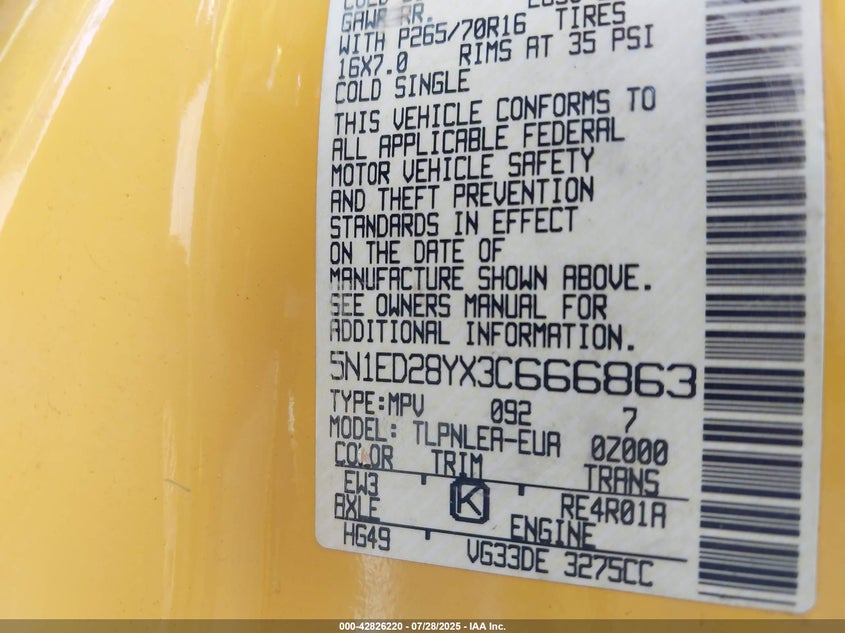 GAWR RR.
WITH P265/70R16 TIRES
16X7.0 RIMS AT 35 PSI
COLD SINGLE
THIS VEHICLE CONFORMS TO
ALL APPLICABLE FEDERAL
MOTOR VEHICLE SAFETY
AND THEFT PREVENTION
STANDARDS IN EFFECT
ON THE DATE OF
MANUFACTURE SHOWN ABOVE.
SEE OWNERS MANUAL FOR
ADDITIONAL INFORMATION.
5N1ED28YX3C666863
TYPE:MPV 092 7
MODEL: TLPNLEA-EUA 0Z000
COLOR TRIM TRANS
EW3 K RE4R01A
AXLE ENGINE
HG49 VG33DE 3275CC
000-42826220 - 07/28/2025 - IAA Inc.